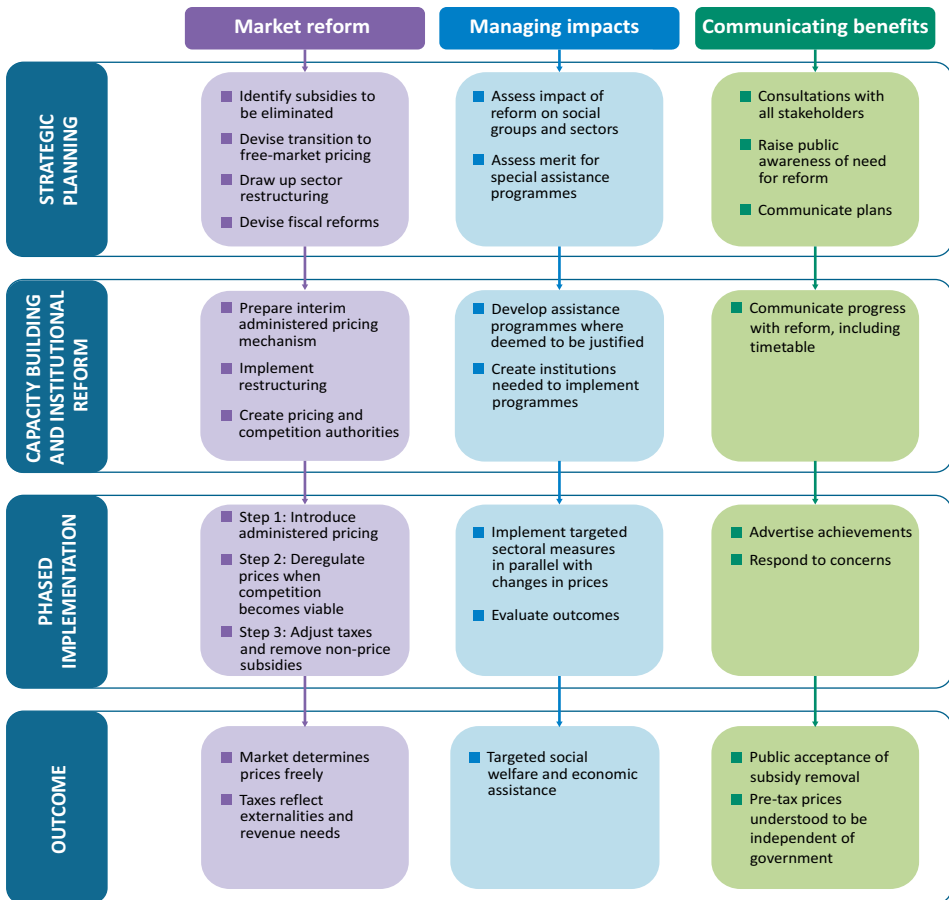 Market reform
Managing impacts
Communicating benefits
STRATEGIC
PLANNING
Identify subsidies to
be eliminated
Devise transition to
free-market pricing
Draw up sector
restructuring
Devise fiscal reforms
Assess impact of
reform on social
groups and sectors
Assess merit for
special assistance
programmes
Consultations with
all stakeholders
Raise public
awareness of need
for reform
Communicate plans
CAPACITY BUILDING
AND INSTITUTIONAL
REFORM
Prepare interim
administered pricing
mechanism
Implement
restructuring
Create pricing and
competition authorities
Develop assistance
programmes where
deemed to be justified
Create institutions
needed to implement
programmes
Communicate progress
with reform, including
timetable
PHASED
IMPLEMENTATION
Step 1: Introduce
administered pricing
Step 2: Deregulate
prices when
competition
becomes viable
Step 3: Adjust taxes
and remove non-price
subsidies
Implement targeted
sectoral measures
in parallel with
changes in prices
Evaluate outcomes
Advertise achievements
Respond to concerns
OUTCOME
Market determines
prices freely
Taxes reflect
externalities and
revenue needs
Targeted social
welfare and economic
assistance
Public acceptance of
subsidy removal
Pre-tax prices
understood to be
independent of
government